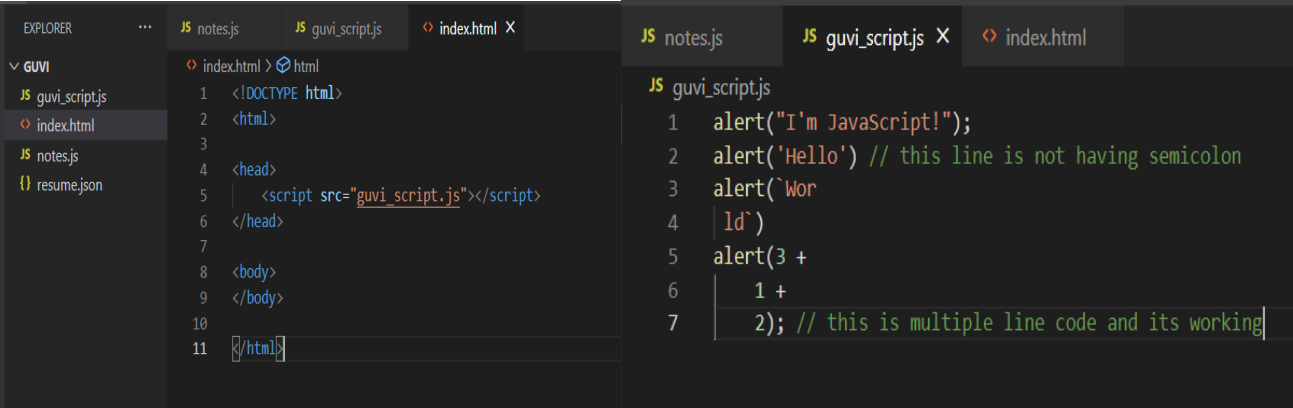 EXPLORER ···
GUVI
JS guvi_script.js
<> index.html
JS notes.js
{} resume.json
JS notes.js JS guvi_script.js <> index.html X
<> index.html > html
1 <!DOCTYPE html>
2 <html>
3
4 <head>
5 <script src="guvi_script.js"></script>
6 </head>
7
8 <body>
9 </body>
10
11 </html>
JS notes.js JS guvi_script.js X <> index.html
JS guvi_script.js
1 alert("I'm JavaScript!");
2 alert('Hello') // this line is not having semicolon
3 alert(`Wor
4 ld`)
5 alert(3 +
6 1 +
7 2); // this is multiple line code and its working